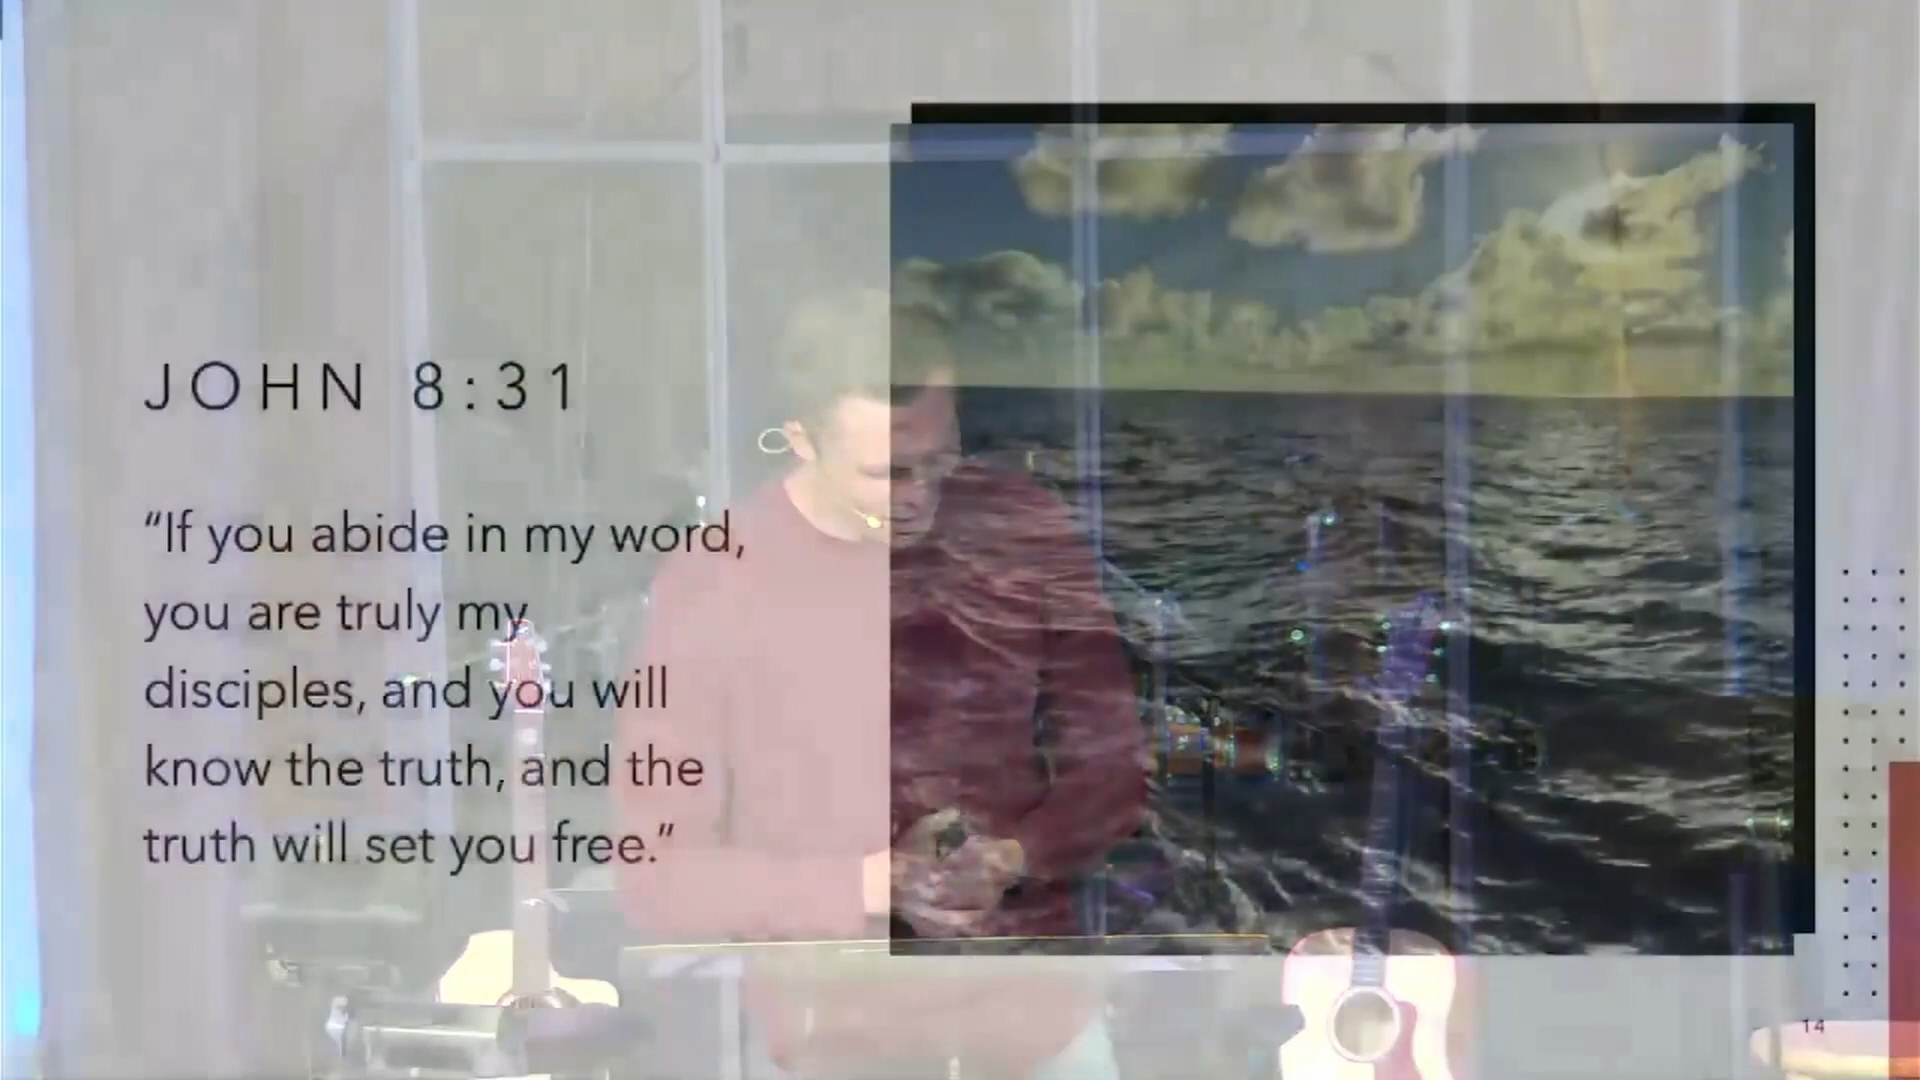 JOHN 8:31
“If you abide in my word,
you are truly my
disciples, and you will
know the truth, and the
truth will set you free.”
14